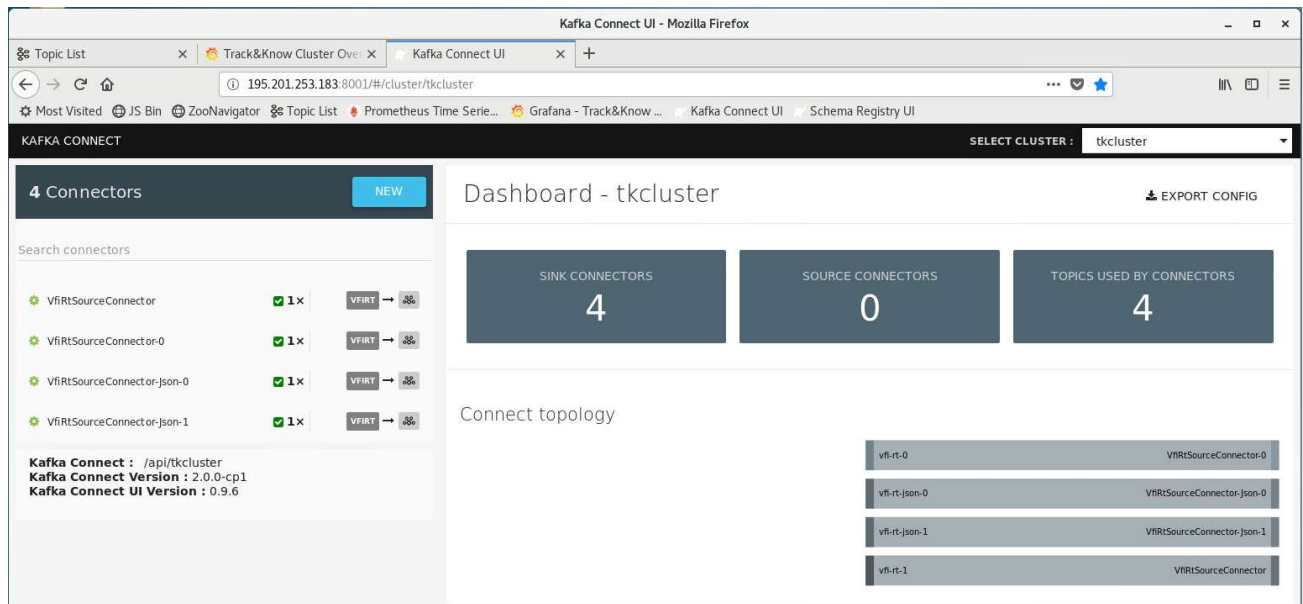 Kafka Connect UI - Mozilla Firefox
Topic List
Track&Know Cluster Ove
Kafka Connect UI
195.201.253.183:8001/#/cluster/tkcluster
Most Visited JS Bin ZooNavigator Topic List Prometheus Time Serie... Grafana - Track&Know ... Kafka Connect UI Schema Registry UI
KAFKA CONNECT
SELECT CLUSTER : tkcluster
4 Connectors NEW
Search connectors
VfiRtSourceConnector 1× VFIRT
VfiRtSourceConnector-0 1× VFIRT
VfiRtSourceConnector-Json-0 1× VFIRT
VfiRtSourceConnector-Json-1 1× VFIRT
Kafka Connect : /api/tkcluster
Kafka Connect Version : 2.0.0-cp1
Kafka Connect UI Version : 0.9.6
Dashboard - tkcluster
EXPORT CONFIG
SINK CONNECTORS
4
SOURCE CONNECTORS
0
TOPICS USED BY CONNECTORS
4
Connect topology
vfi-rt-0 VfiRtSourceConnector-0
vfi-rt-json-0 VfiRtSourceConnector-Json-0
vfi-rt-json-1 VfiRtSourceConnector-Json-1
vfi-rt-1 VfiRtSourceConnector